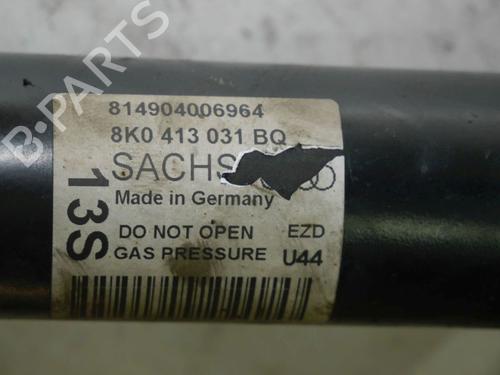 B-PARTS
814904006964
8K0 413 031 BQ
SACHS
Made in Germany
13S
DO NOT OPEN EZD
GAS PRESSURE U44